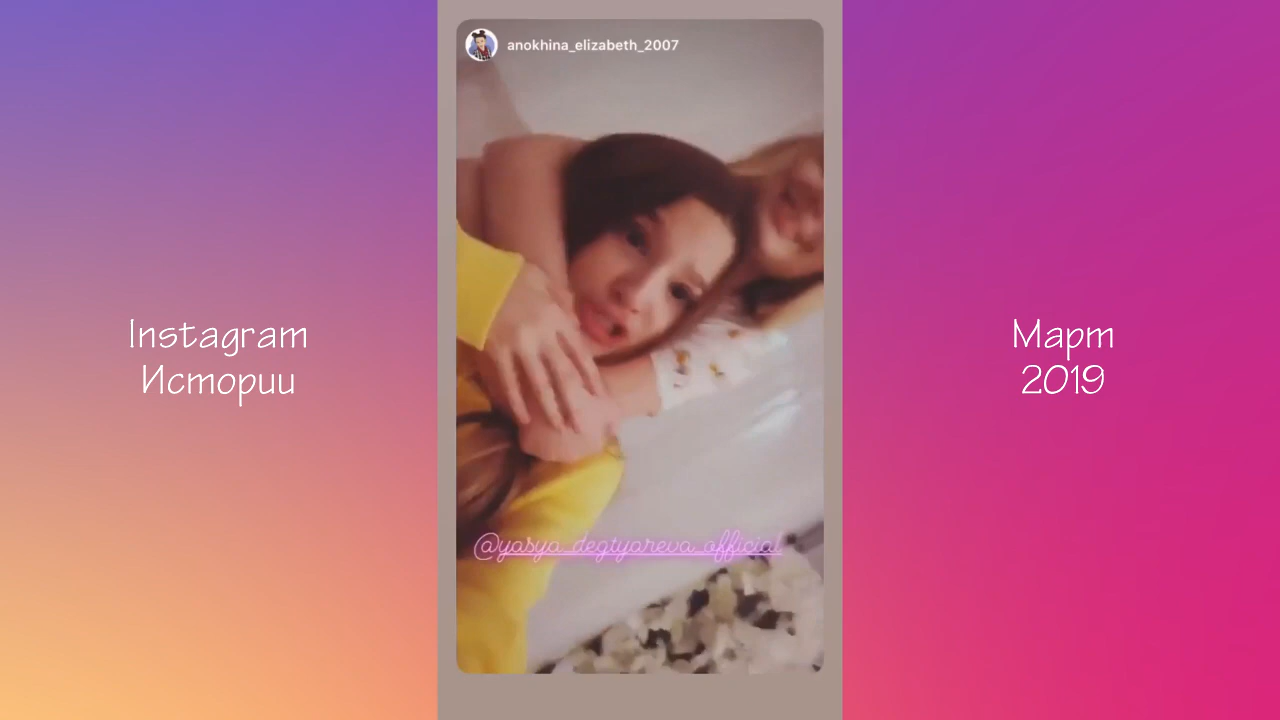 anokhina_elizabeth_2007
Instagram
Истории
Март
2019
@yasya_degtyareva_official